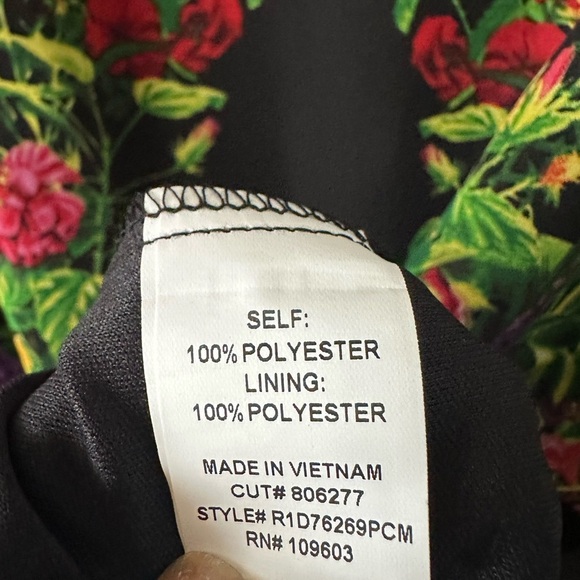 SELF:
100% POLYESTER
LINING:
100% POLYESTER
MADE IN VIETNAM
CUT# 806277
STYLE# R1D76269PCM
RN# 109603